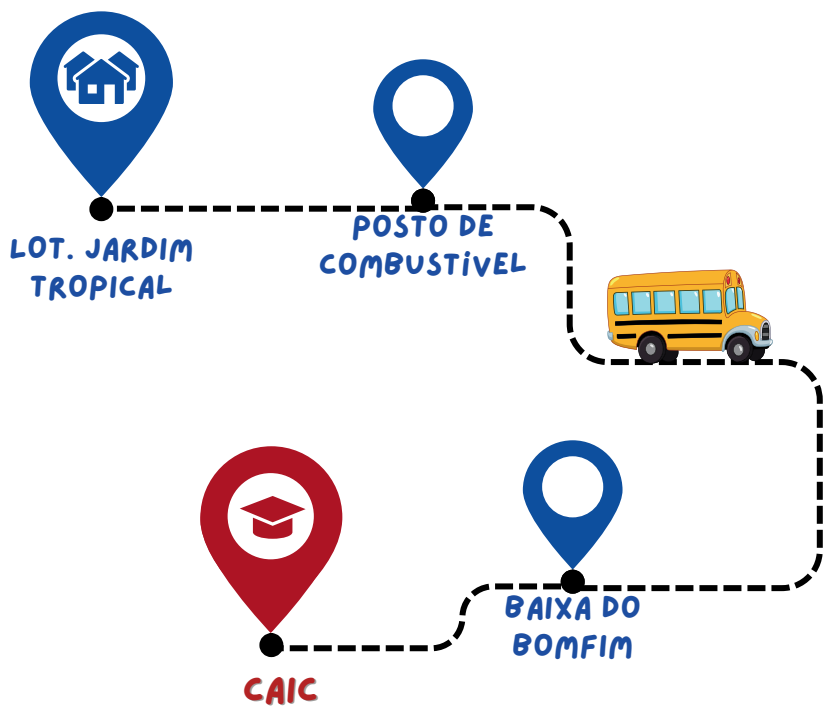 LOT. JARDIM
TROPICAL
POSTO DE
COMBUSTÍVEL
BAIXA DO
BOMFIM
CAIC